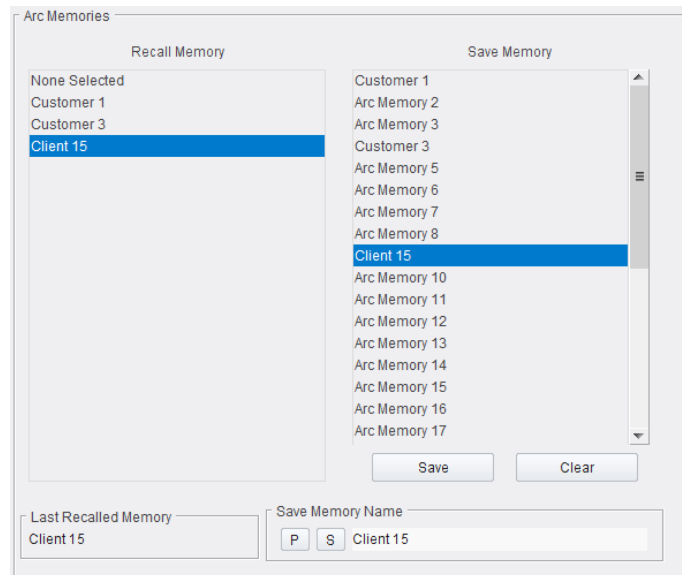 Arc Memories
Recall Memory
None Selected
Customer 1
Customer 3
Client 15
Save Memory
Customer 1
Arc Memory 2
Arc Memory 3
Customer 3
Arc Memory 5
Arc Memory 6
Arc Memory 7
Arc Memory 8
Client 15
Arc Memory 10
Arc Memory 11
Arc Memory 12
Arc Memory 13
Arc Memory 14
Arc Memory 15
Arc Memory 16
Arc Memory 17
Save Clear
Last Recalled Memory
Client 15
Save Memory Name
P S Client 15